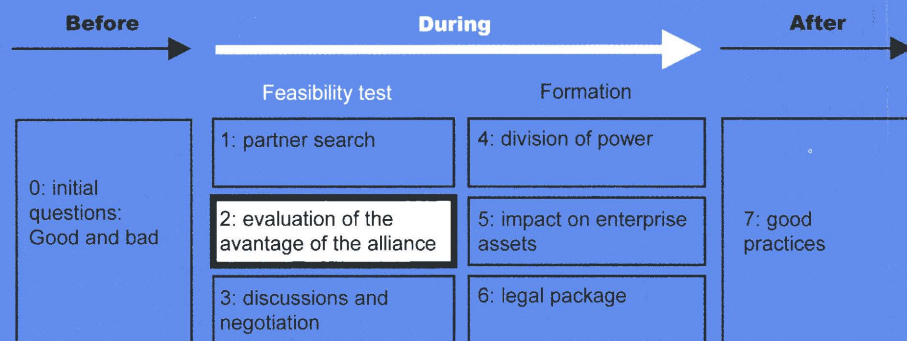 Before
During
After
Feasibility test
Formation
0: initial
questions:
Good and bad
1: partner search
2: evaluation of the
avantage of the alliance
3: discussions and
negotiation
4: division of power
5: impact on enterprise
assets
6: legal package
7: good
practices